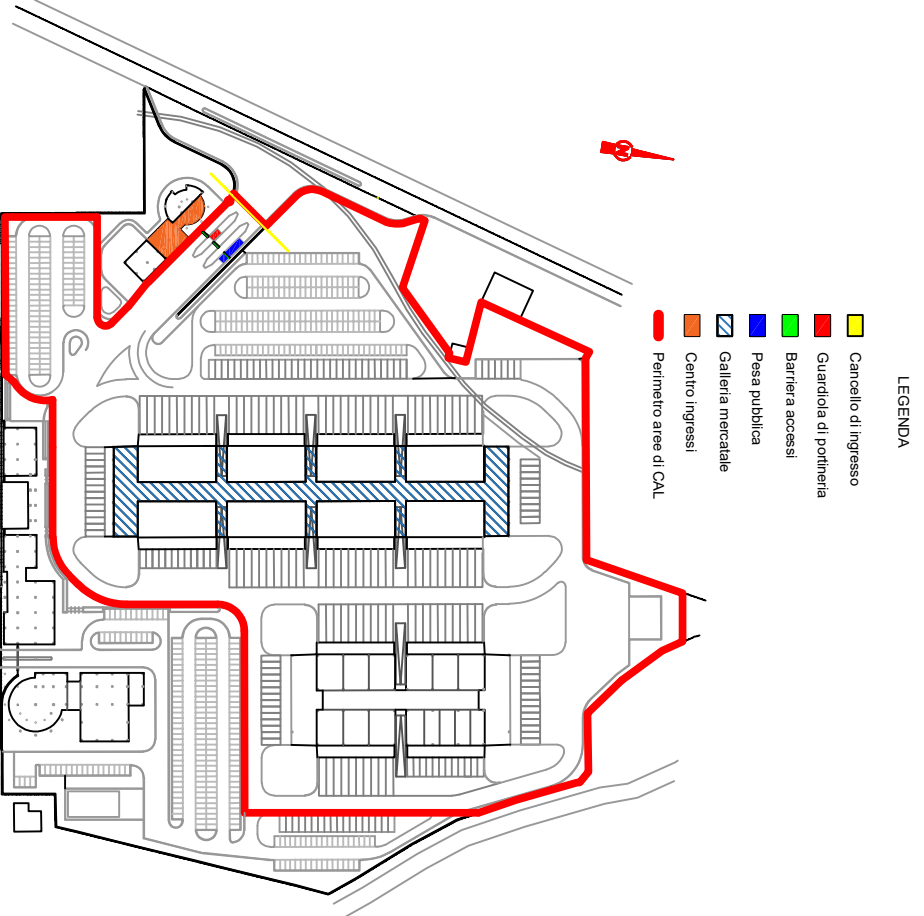 LEGENDA
Cancello di ingresso
Guardiola di portineria
Barriera accessi
Pesa pubblica
Galleria mercatale
Centro ingressi
Perimetro aree di CAL
N